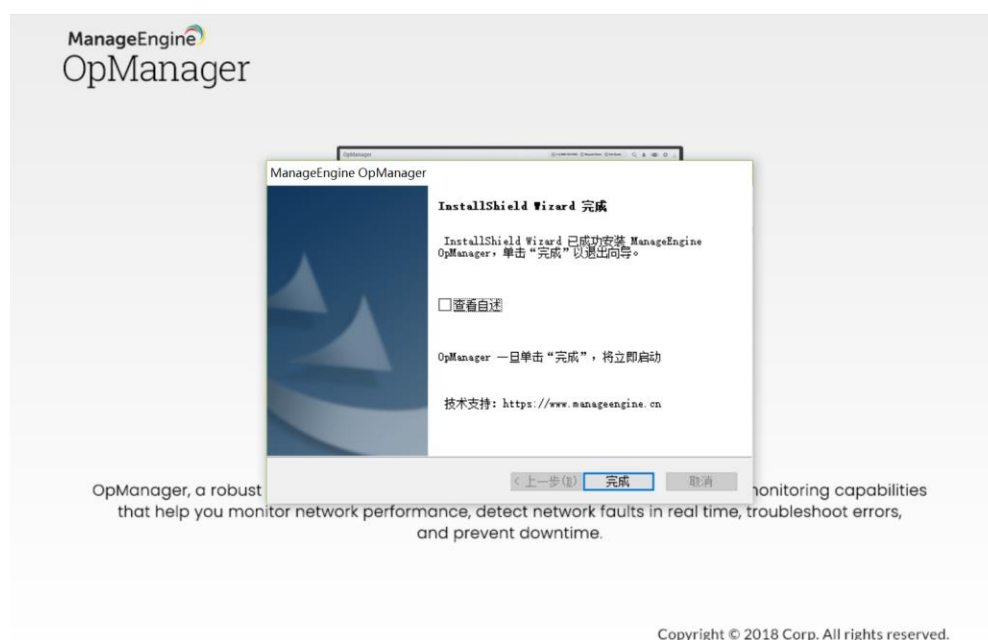 ManageEngine
OpManager
OpManager
ManageEngine OpManager
InstallShield Wizard 完成
InstallShield Wizard 已成功安装 ManageEngine
OpManager，单击“完成”以退出向导。
查看自述
OpManager 一旦单击“完成”，将立即启动
技术支持：https://www.manageengine.cn
< 上一步(B) 完成 取消
OpManager, a robust onitoring capabilities
that help you monitor network performance, detect network faults in real time, troubleshoot errors,
and prevent downtime.
Copyright © 2018 Corp. All rights reserved.